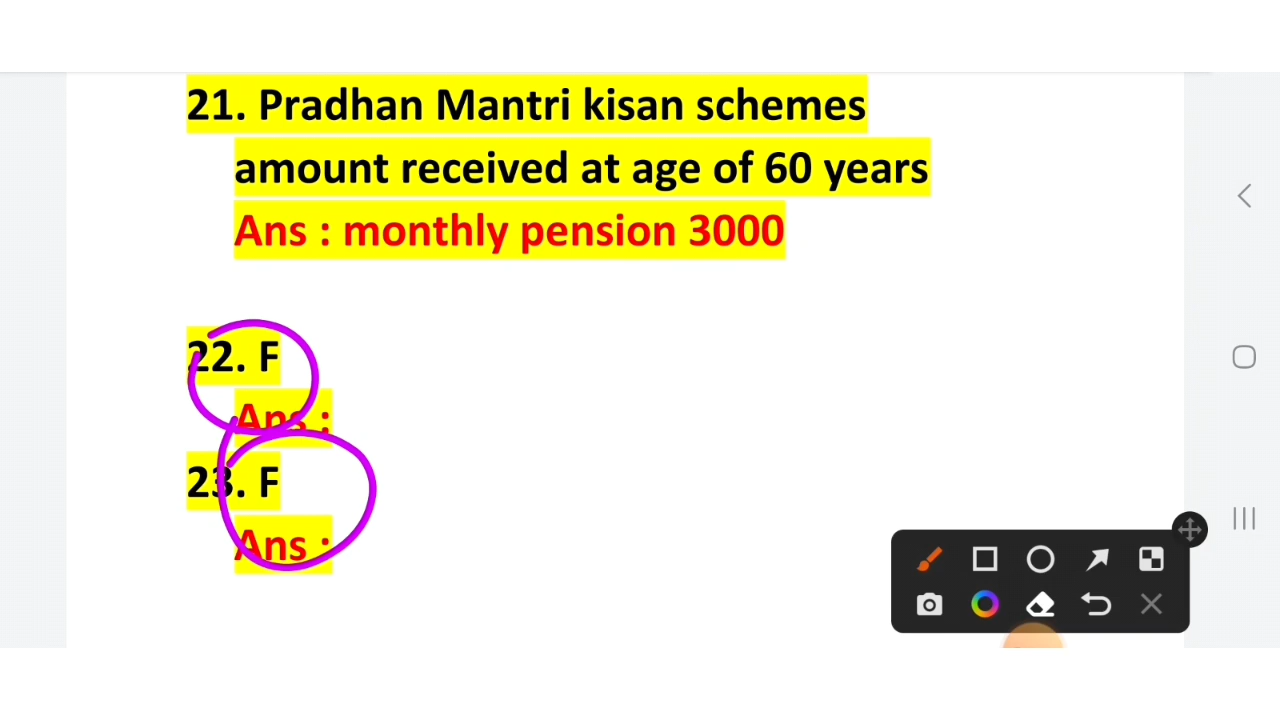 21. Pradhan Mantri kisan schemes
amount received at age of 60 years
Ans : monthly pension 3000
22. F
Ans :
23. F
Ans :